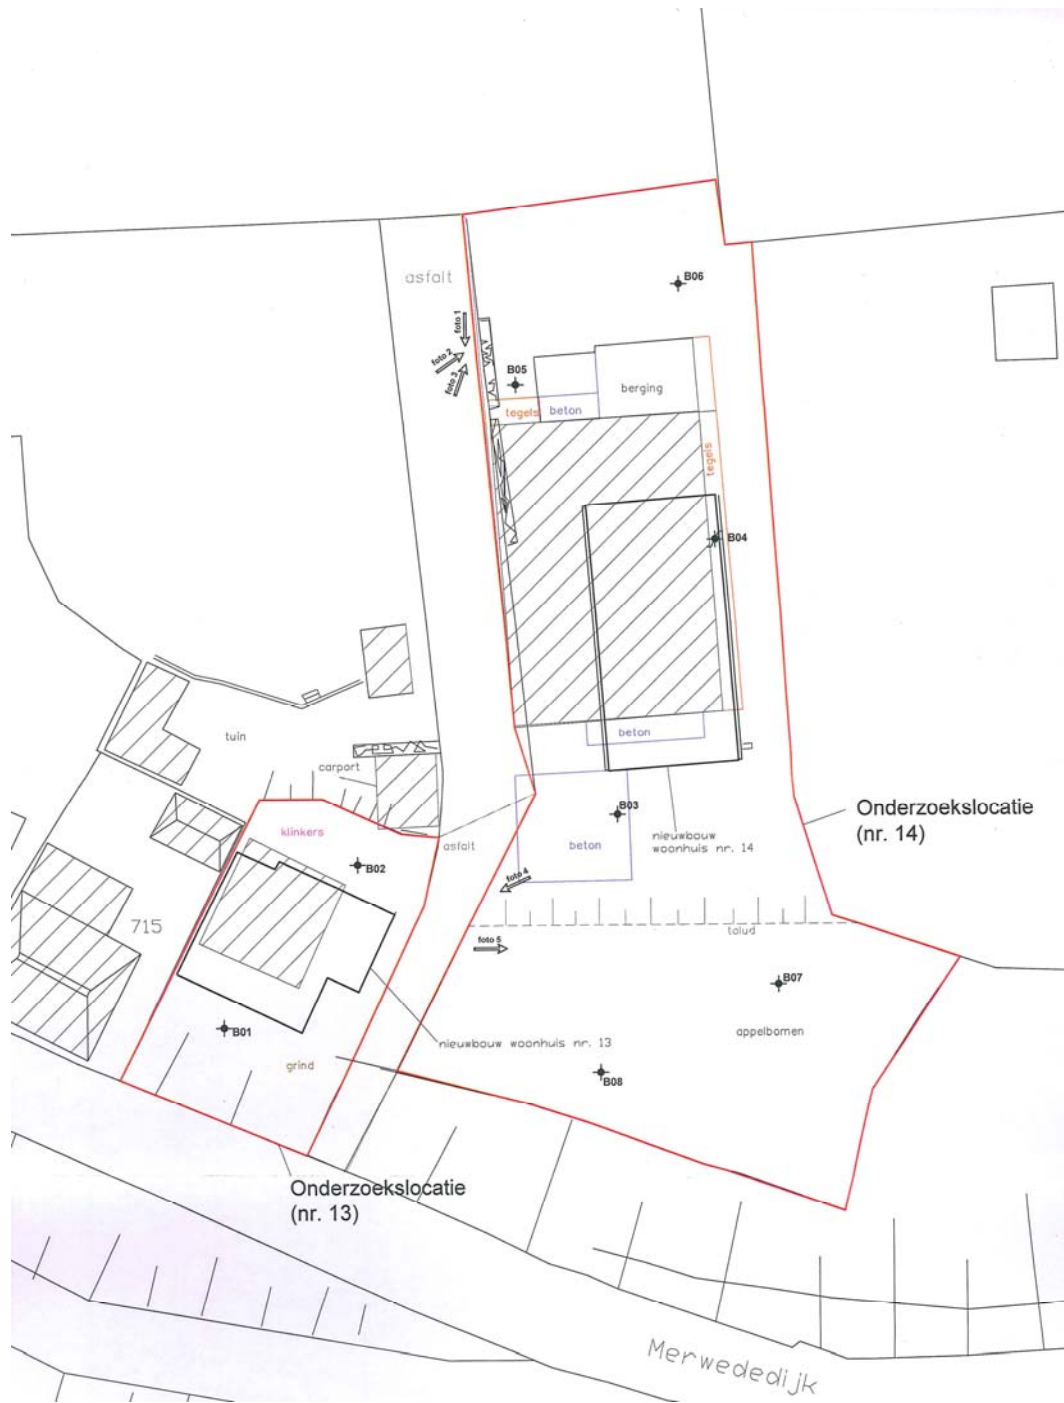 asfalt
B06
foto 1
foto 2
foto 3
B05
berging
tegels
beton
tegels
B04
tuin
beton
carport
Onderzoekslocatie
(nr. 14)
klinkers
B03
asfalt
beton
nieuwbouw
woonhuis nr. 14
B02
foto 4
715
talud
foto 5
B07
B01
appelbomen
nieuwbouw woonhuis nr. 13
grind
B08
Onderzoekslocatie
(nr. 13)
Merwededijk